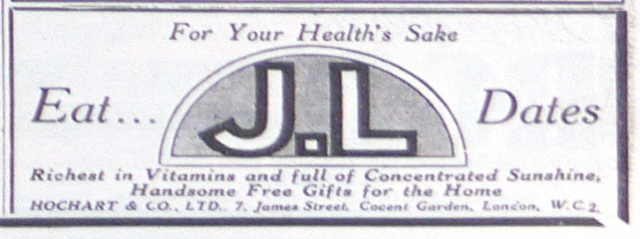 For Your Health's Sake
Eat... J.L Dates
Richest in Vitamins and full of Concentrated Sunshine,
Handsome Free Gifts for the Home
HOCHART & CO., LTD., 7, James Street, Covent Garden, London, W.C.2.